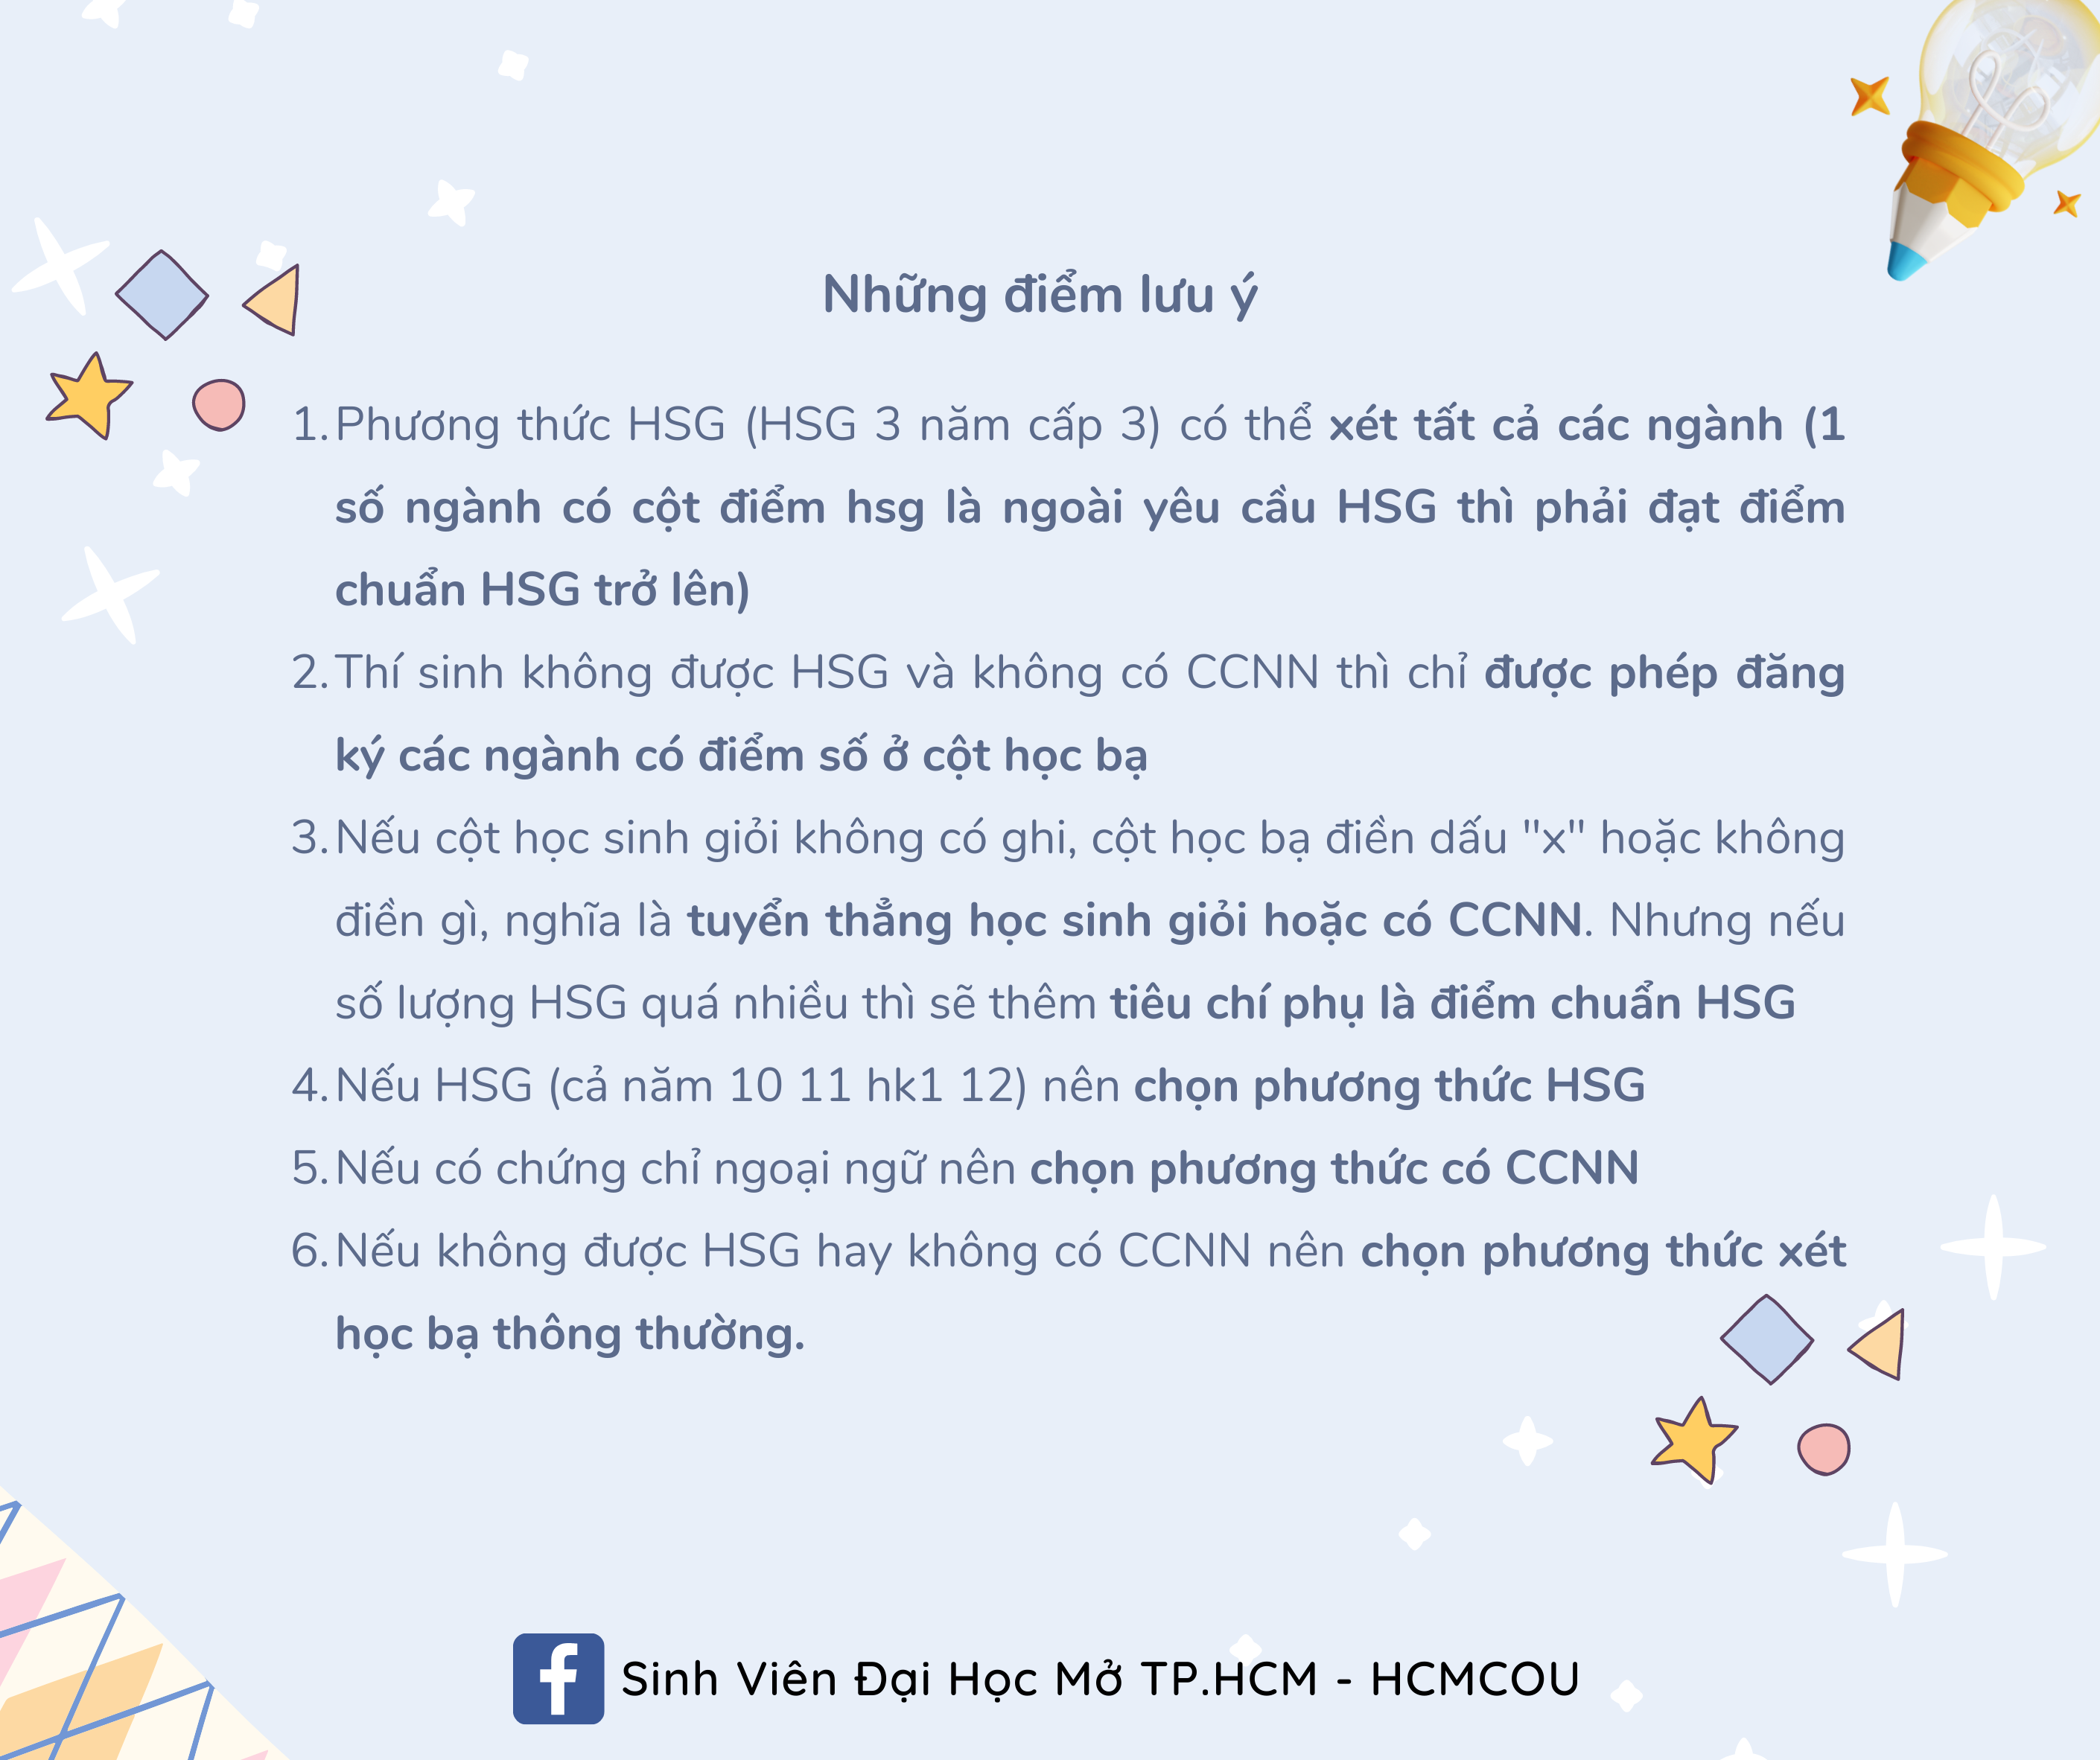 Những điểm lưu ý
1. Phương thức HSG (HSG 3 năm cấp 3) có thể xét tất cả các ngành (1
số ngành có cột điểm hsg là ngoài yêu cầu HSG thì phải đạt điểm
chuẩn HSG trở lên)
2. Thí sinh không được HSG và không có CCNN thì chỉ được phép đăng
ký các ngành có điểm số ở cột học bạ
3. Nếu cột học sinh giỏi không có ghi, cột học bạ điền dấu "x" hoặc không
điền gì, nghĩa là tuyển thẳng học sinh giỏi hoặc có CCNN. Nhưng nếu
số lượng HSG quá nhiều thì sẽ thêm tiêu chí phụ là điểm chuẩn HSG
4. Nếu HSG (cả năm 10 11 hk1 12) nên chọn phương thức HSG
5. Nếu có chứng chỉ ngoại ngữ nên chọn phương thức có CCNN
6. Nếu không được HSG hay không có CCNN nên chọn phương thức xét
học bạ thông thường.
Sinh Viên Đại Học Mở TP.HCM - HCMCOU